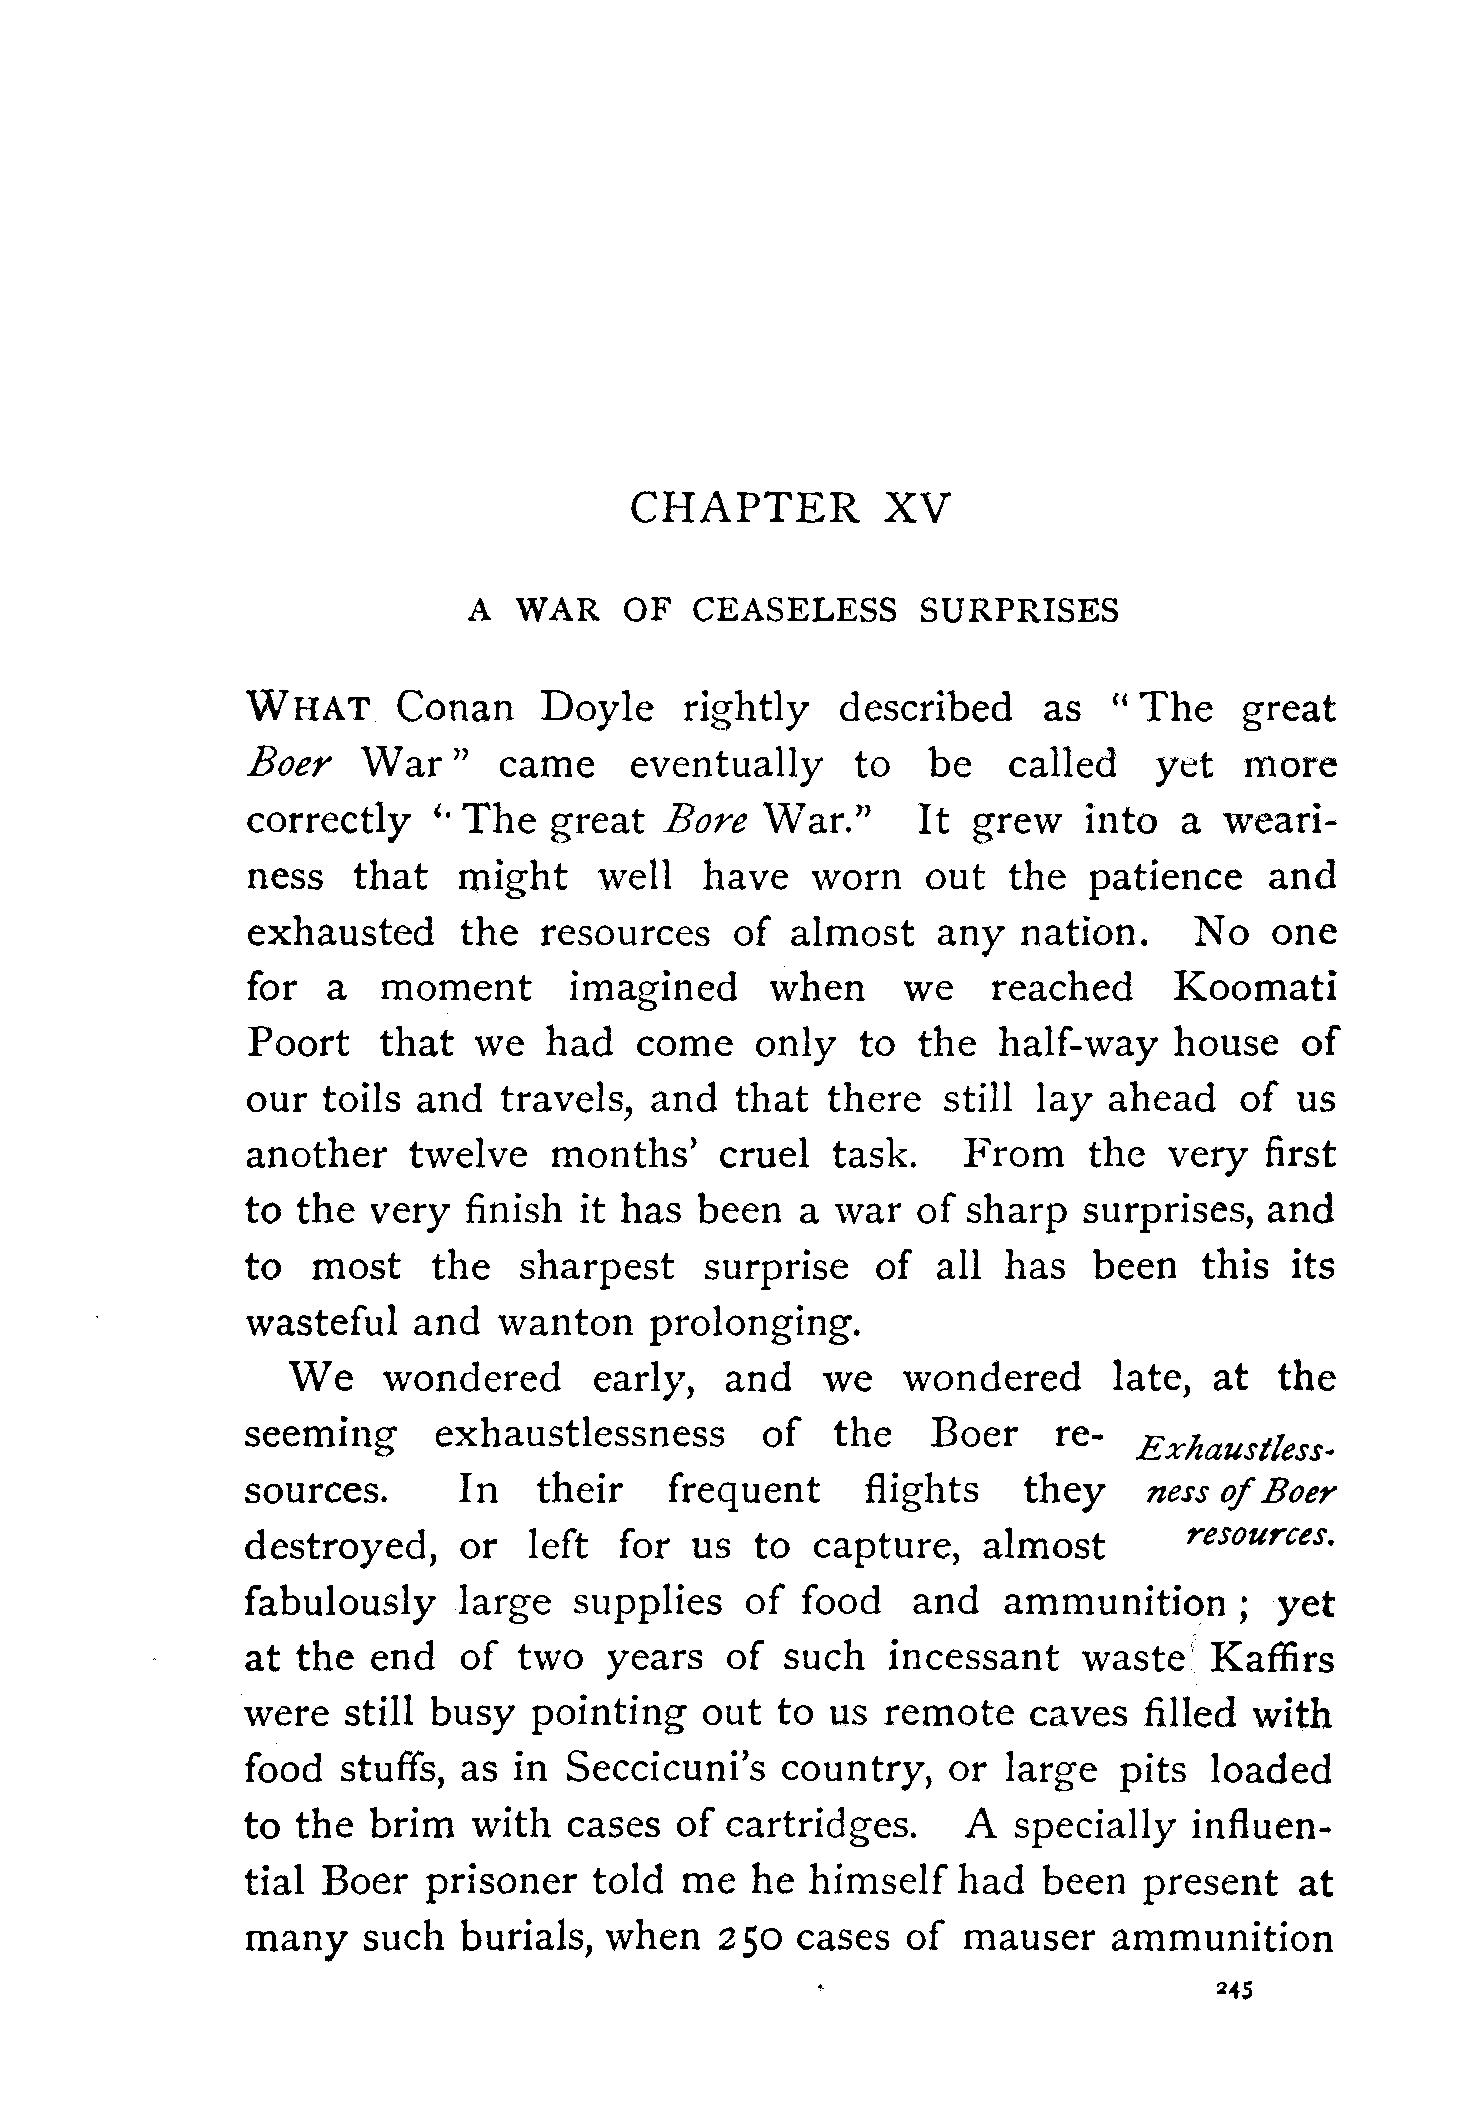 CHAPTER XV
A WAR OF CEASELESS SURPRISES
WHAT Conan Doyle rightly described as "The great
Boer War" came eventually to be called yet more
correctly "The great Bore War." It grew into a weari-
ness that might well have worn out the patience and
exhausted the resources of almost any nation. No one
for a moment imagined when we reached Koomati
Poort that we had come only to the half-way house of
our toils and travels, and that there still lay ahead of us
another twelve months' cruel task. From the very first
to the very finish it has been a war of sharp surprises, and
to most the sharpest surprise of all has been this its
wasteful and wanton prolonging.
We wondered early, and we wondered late, at the
seeming exhaustlessness of the Boer re-
sources. In their frequent flights they
destroyed, or left for us to capture, almost
Exhaustless-
ness of Boer
resources.
fabulously large supplies of food and ammunition; yet
at the end of two years of such incessant waste Kaffirs
were still busy pointing out to us remote caves filled with
food stuffs, as in Seccicuni's country, or large pits loaded
to the brim with cases of cartridges. A specially influen-
tial Boer prisoner told me he himself had been present at
many such burials, when 250 cases of mauser ammunition
245